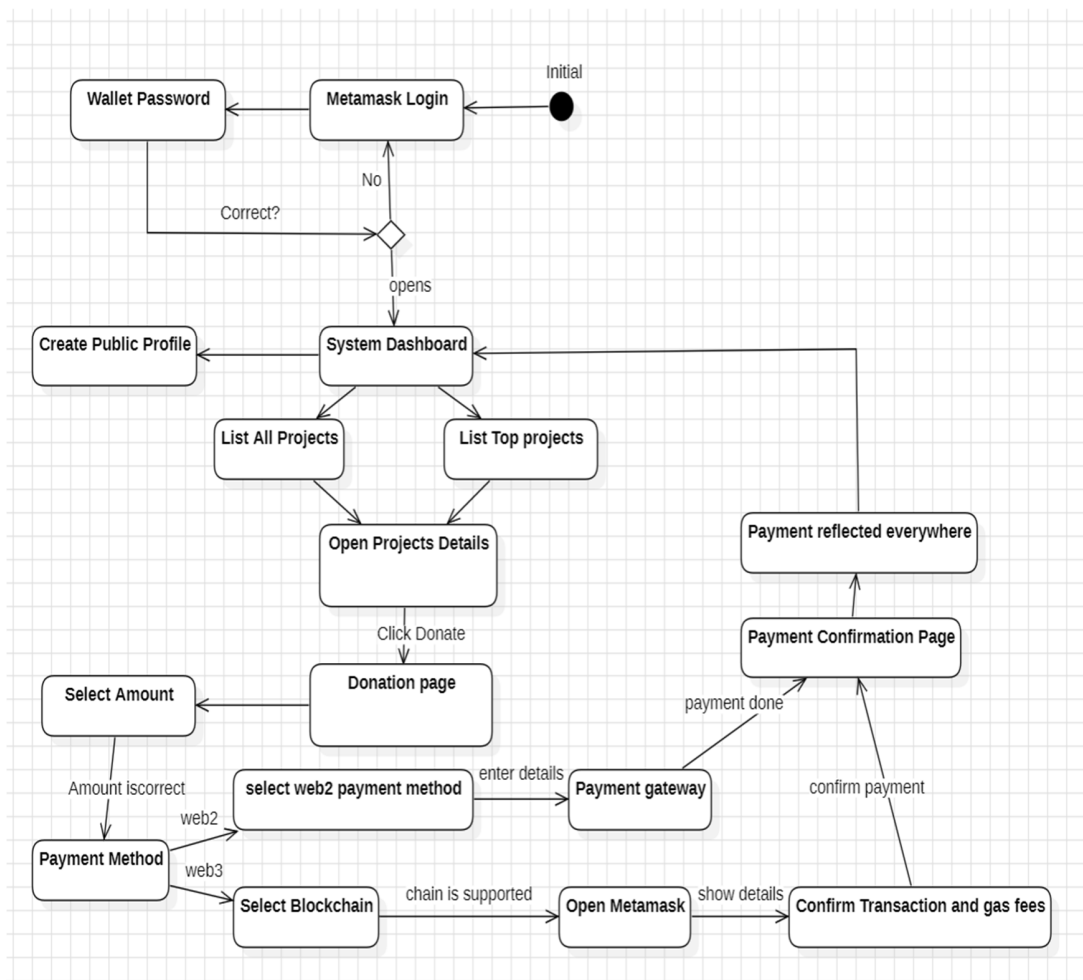 Initial
Wallet Password
Metamask Login
No
Correct?
opens
Create Public Profile
System Dashboard
List All Projects
List Top projects
Open Projects Details
Payment reflected everywhere
Click Donate
Payment Confirmation Page
Select Amount
Donation page
payment done
Amount iscorrect
select web2 payment method
enter details
Payment gateway
confirm payment
web2
Payment Method
web3
Select Blockchain
chain is supported
Open Metamask
show details
Confirm Transaction and gas fees